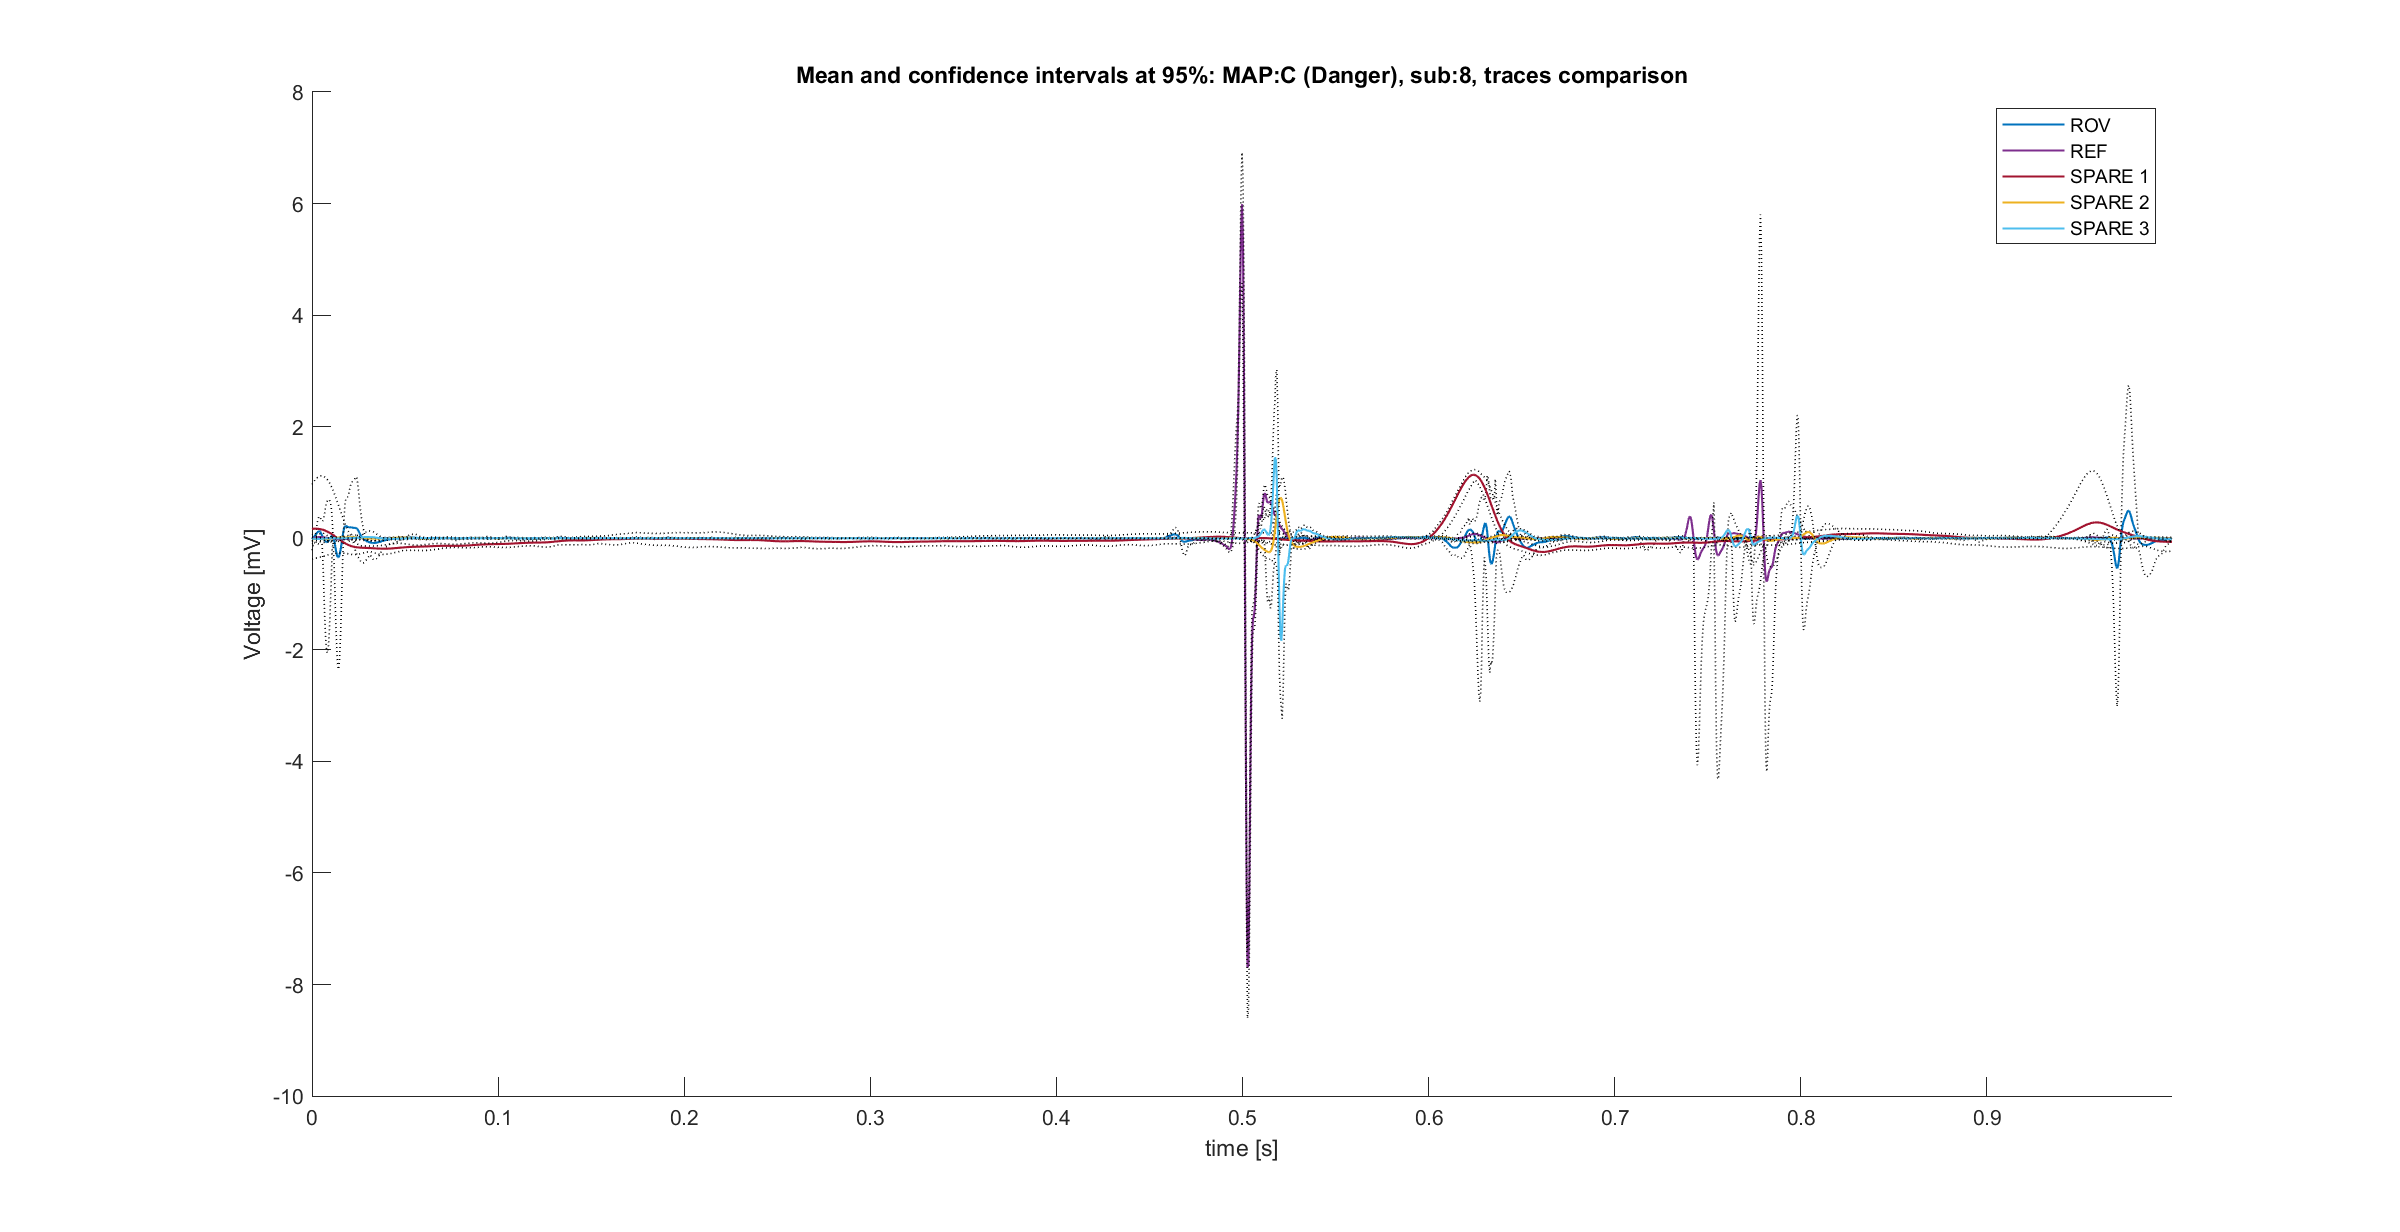 Mean and confidence intervals at 95%: MAP:C (Danger), sub:8, traces comparison
8
6
4
2
0
-2
-4
-6
-8
-10
Voltage [mV]
ROV
REF
SPARE 1
SPARE 2
SPARE 3
0 0.1 0.2 0.3 0.4 0.5 0.6 0.7 0.8 0.9
time [s]